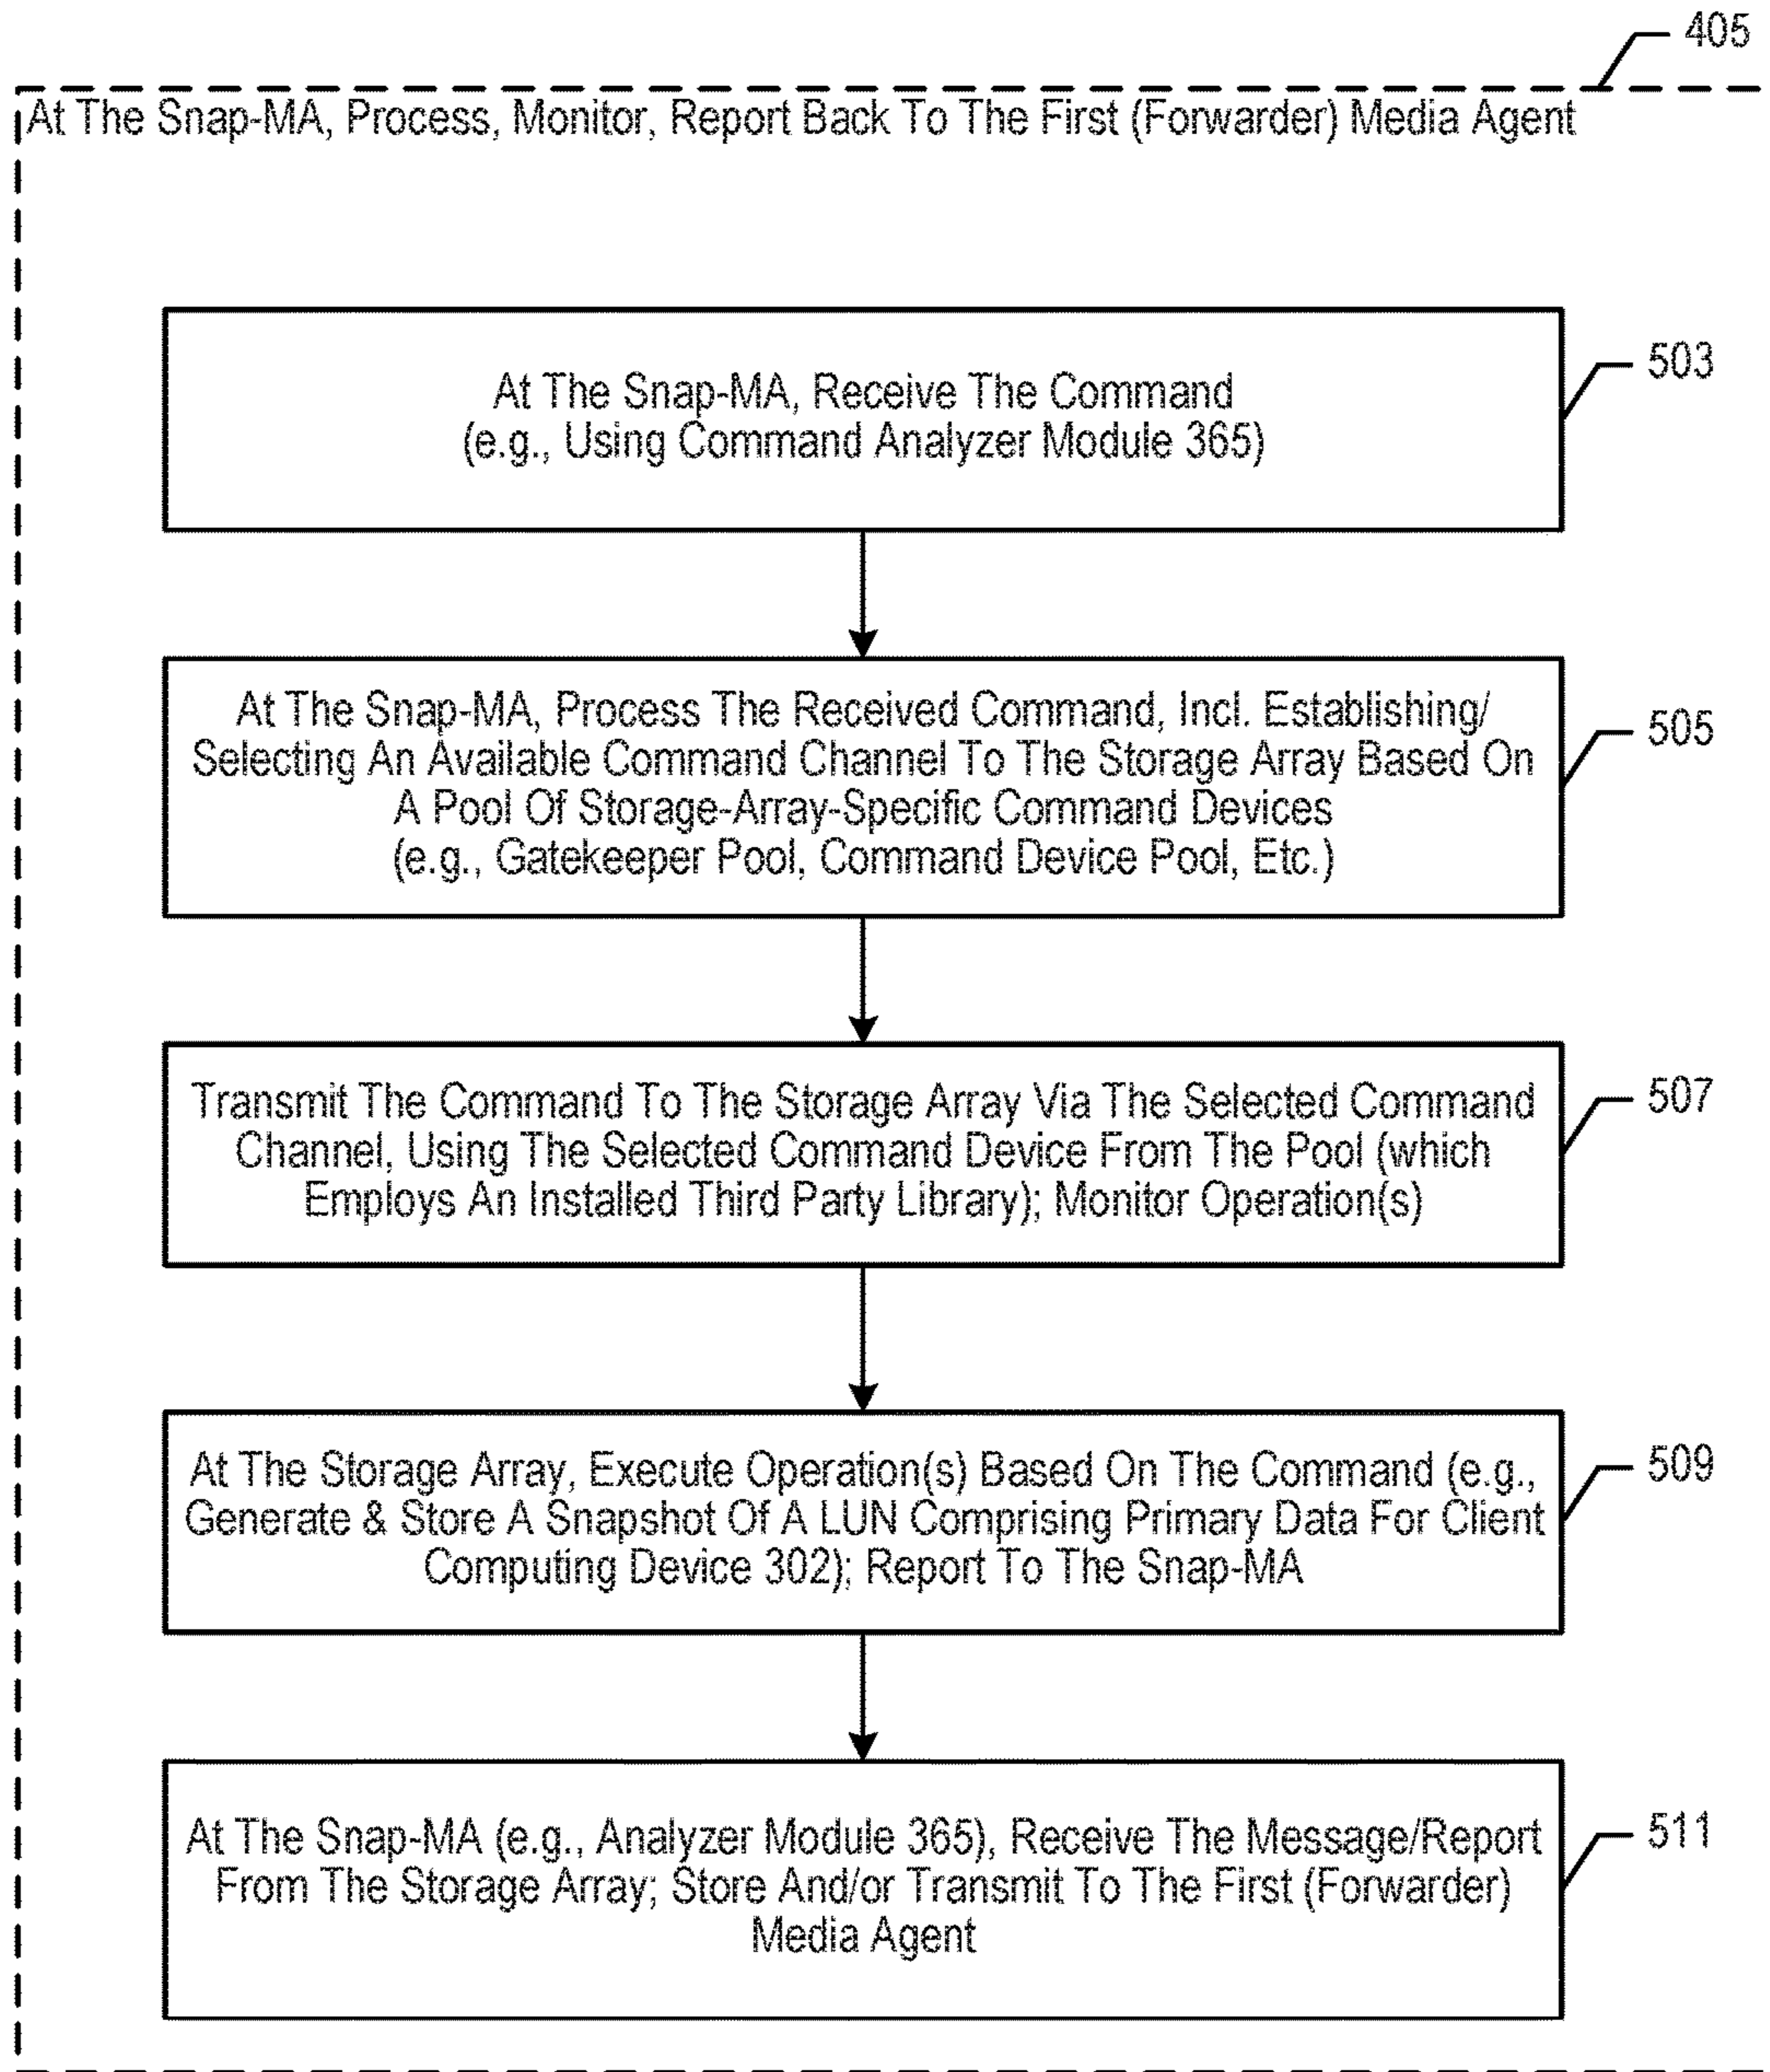 405
At The Snap-MA, Process, Monitor, Report Back To The First (Forwarder) Media Agent
At The Snap-MA, Receive The Command
(e.g., Using Command Analyzer Module 365)
503
At The Snap-MA, Process The Received Command, Incl. Establishing/
Selecting An Available Command Channel To The Storage Array Based On
A Pool Of Storage-Array-Specific Command Devices
(e.g., Gatekeeper Pool, Command Device Pool, Etc.)
505
Transmit The Command To The Storage Array Via The Selected Command
Channel, Using The Selected Command Device From The Pool (which
Employs An Installed Third Party Library); Monitor Operation(s)
507
At The Storage Array, Execute Operation(s) Based On The Command (e.g.,
Generate & Store A Snapshot Of A LUN Comprising Primary Data For Client
Computing Device 302); Report To The Snap-MA
509
At The Snap-MA (e.g., Analyzer Module 365), Receive The Message/Report
From The Storage Array; Store And/or Transmit To The First (Forwarder)
Media Agent
511